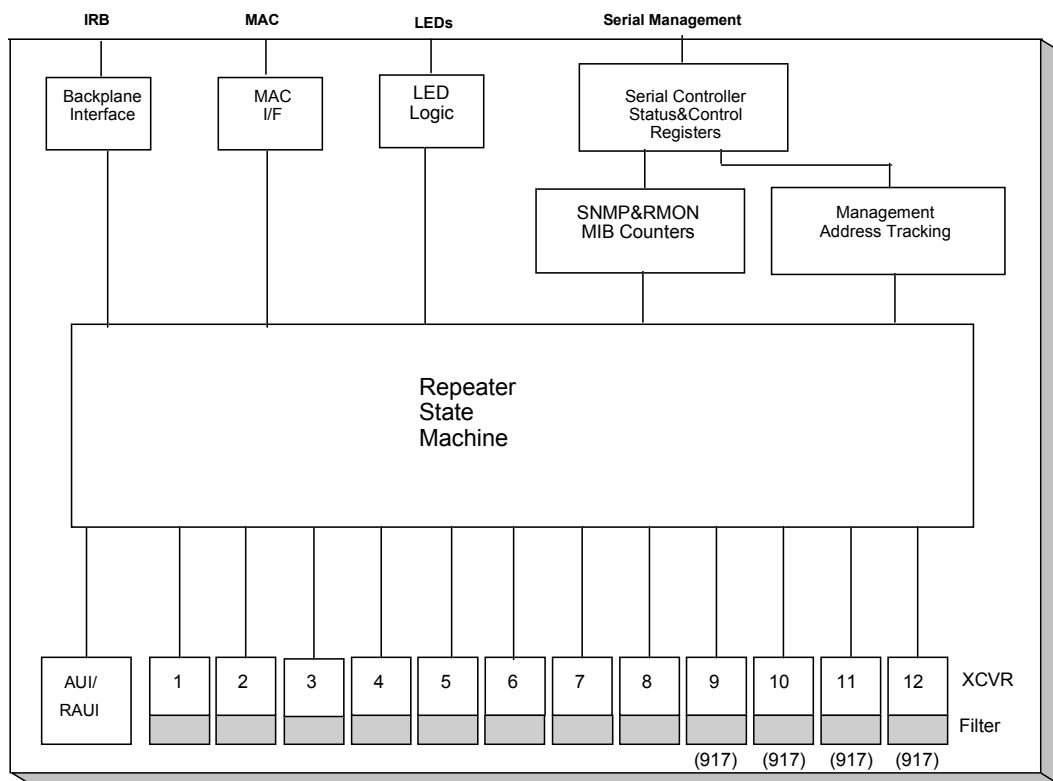 IRB MAC LEDs Serial Management
Backplane
Interface
MAC
I/F
LED
Logic
Serial Controller
Status&Control
Registers
SNMP&RMON
MIB Counters
Management
Address Tracking
Repeater
State
Machine
AUI/
RAUI
1 2 3 4 5 6 7 8 9 10 11 12 XCVR
Filter
(917) (917) (917) (917)